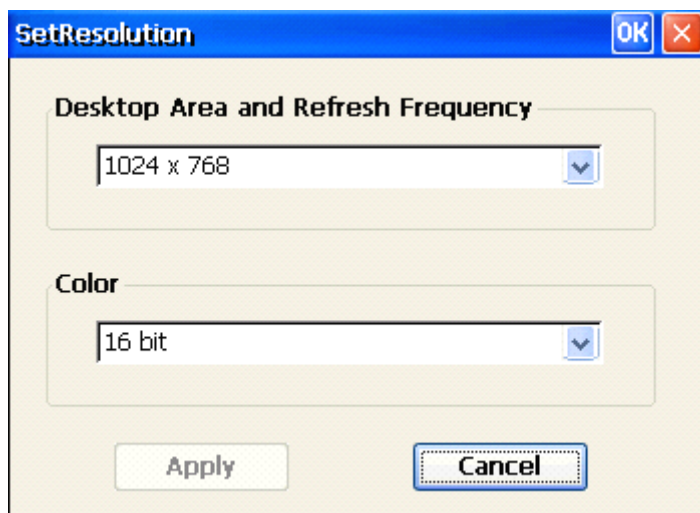 SetResolution OK
Desktop Area and Refresh Frequency
1024 x 768
Color
16 bit
Apply Cancel